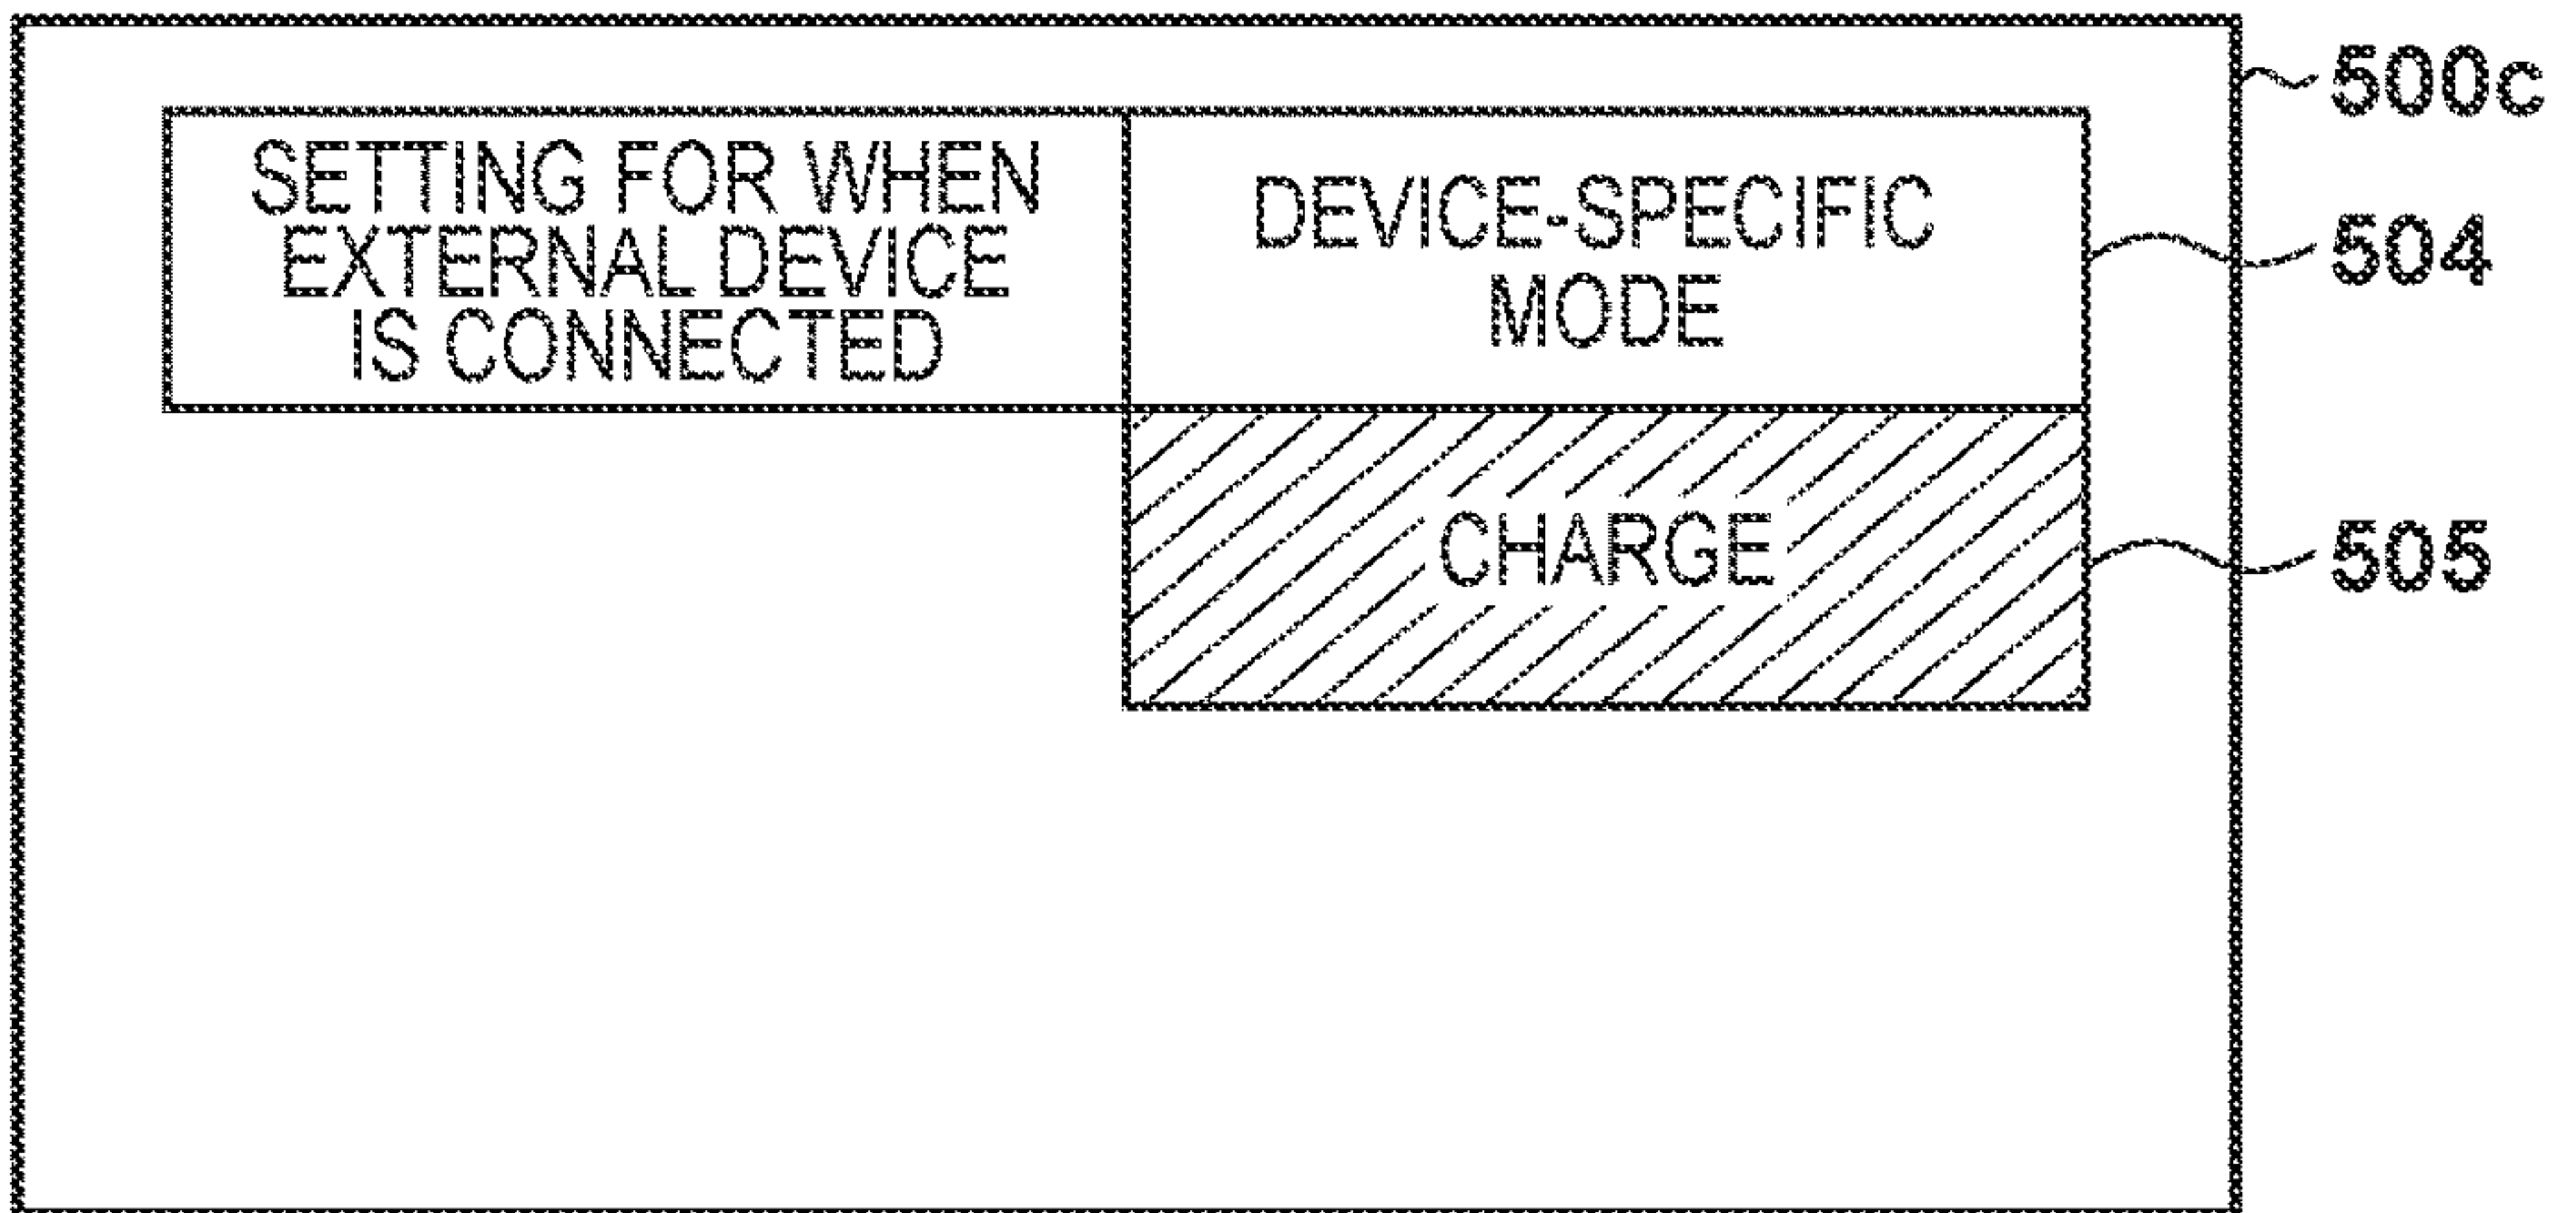 500c
SETTING FOR WHEN
EXTERNAL DEVICE
IS CONNECTED
DEVICE-SPECIFIC
MODE
504
CHARGE
505